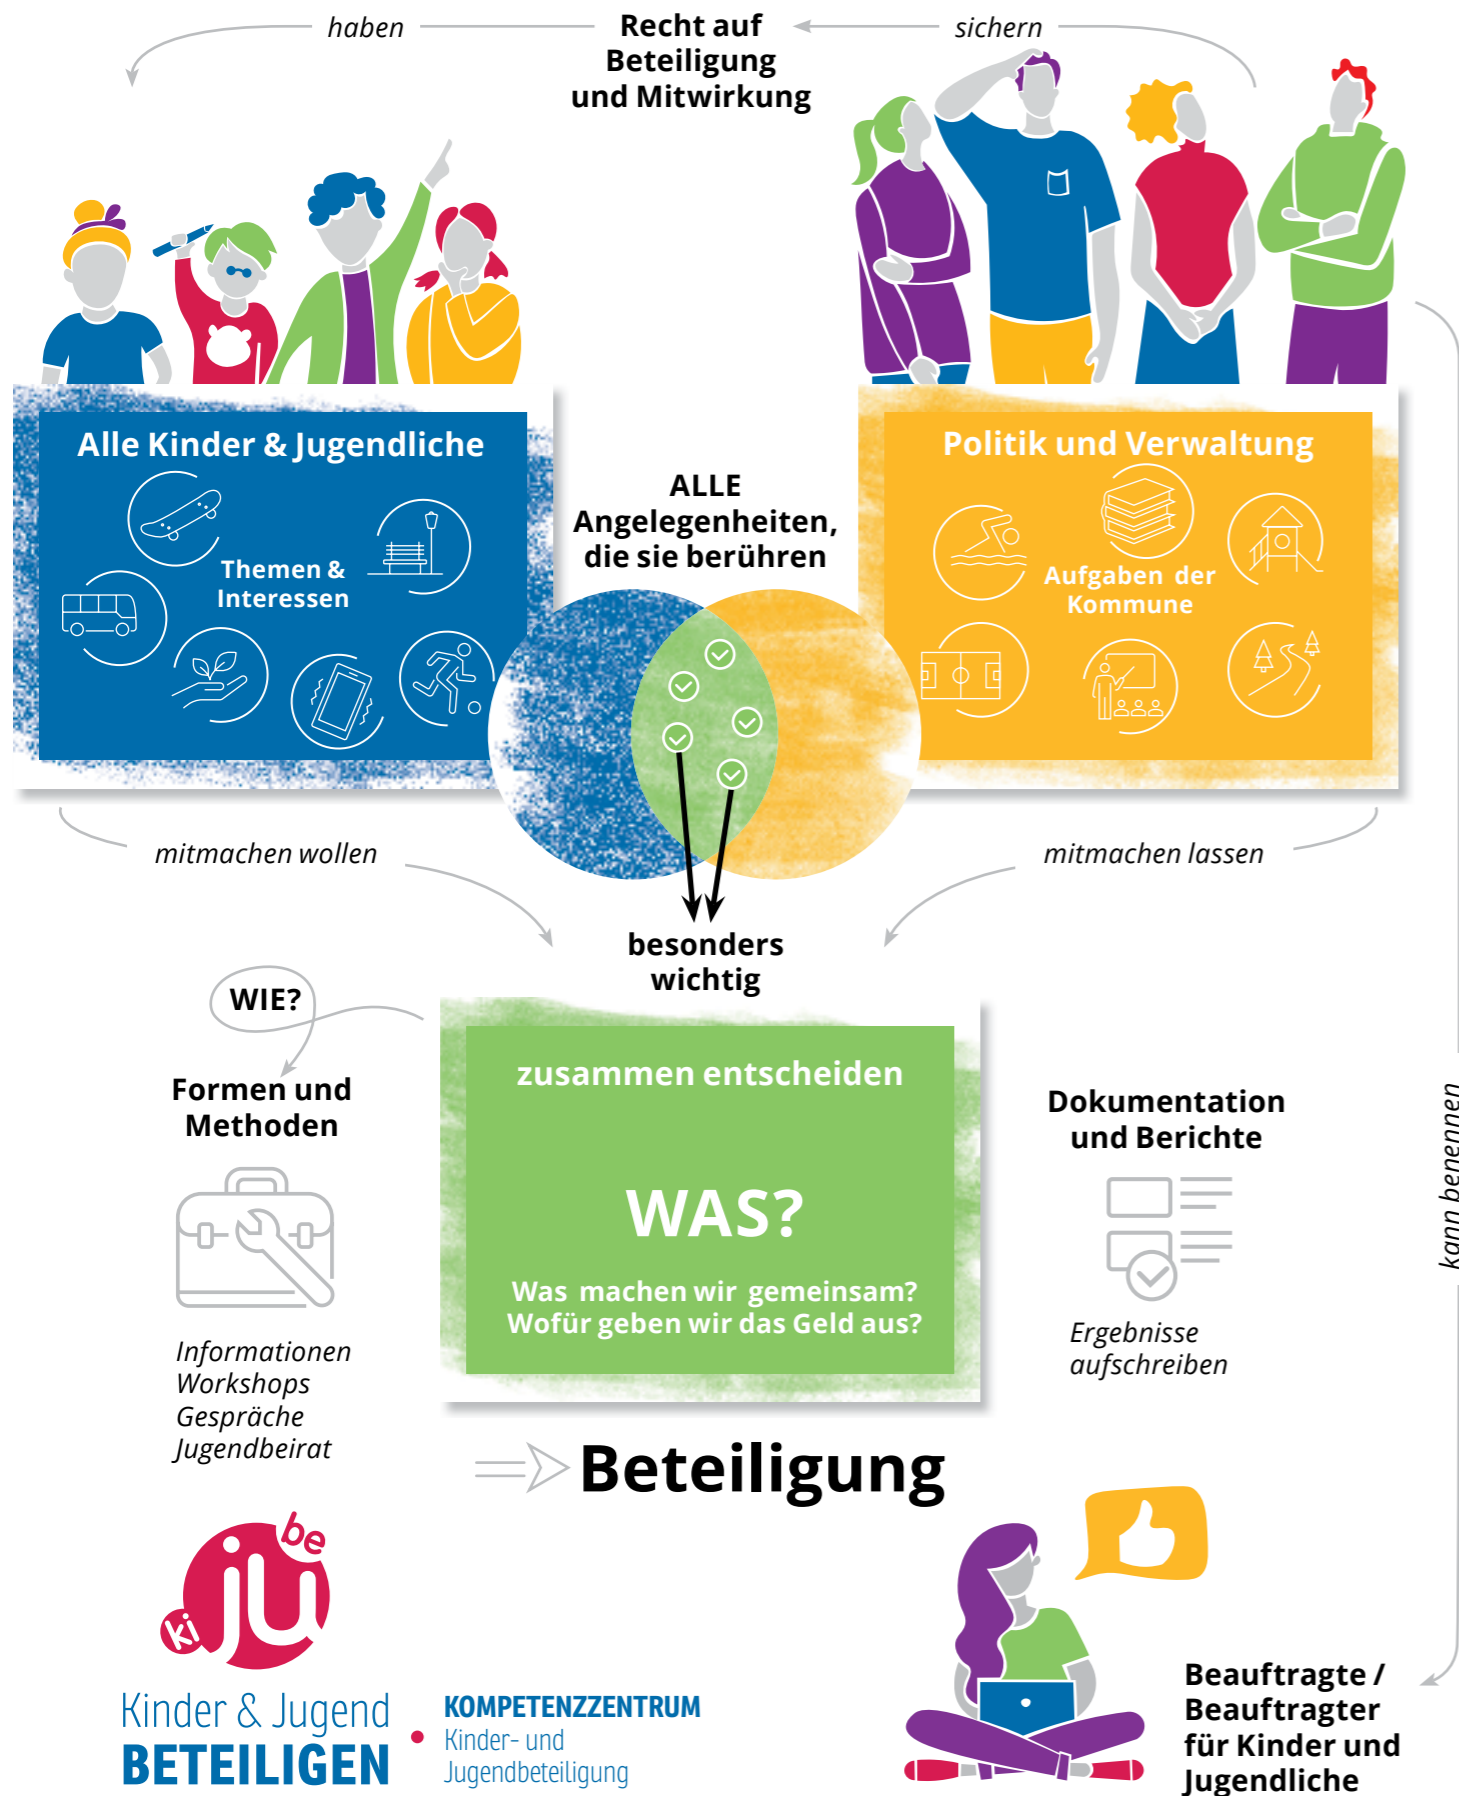 haben
Recht auf
Beteiligung
und Mitwirkung
sichern
Alle Kinder & Jugendliche
Themen &
Interessen
ALLE
Angelegenheiten,
die sie berühren
Politik und Verwaltung
Aufgaben der
Kommune
mitmachen wollen
mitmachen lassen
besonders
wichtig
WIE?
Formen und
Methoden
Informationen
Workshops
Gespräche
Jugendbeirat
zusammen entscheiden
WAS?
Was machen wir gemeinsam?
Wofür geben wir das Geld aus?
Dokumentation
und Berichte
Ergebnisse
aufschreiben
kann benennen
Beteiligung
ki ju be
Kinder & Jugend
BETEILIGEN
KOMPETENZZENTRUM
Kinder- und
Jugendbeteiligung
Beauftragte /
Beauftragter
für Kinder und
Jugendliche